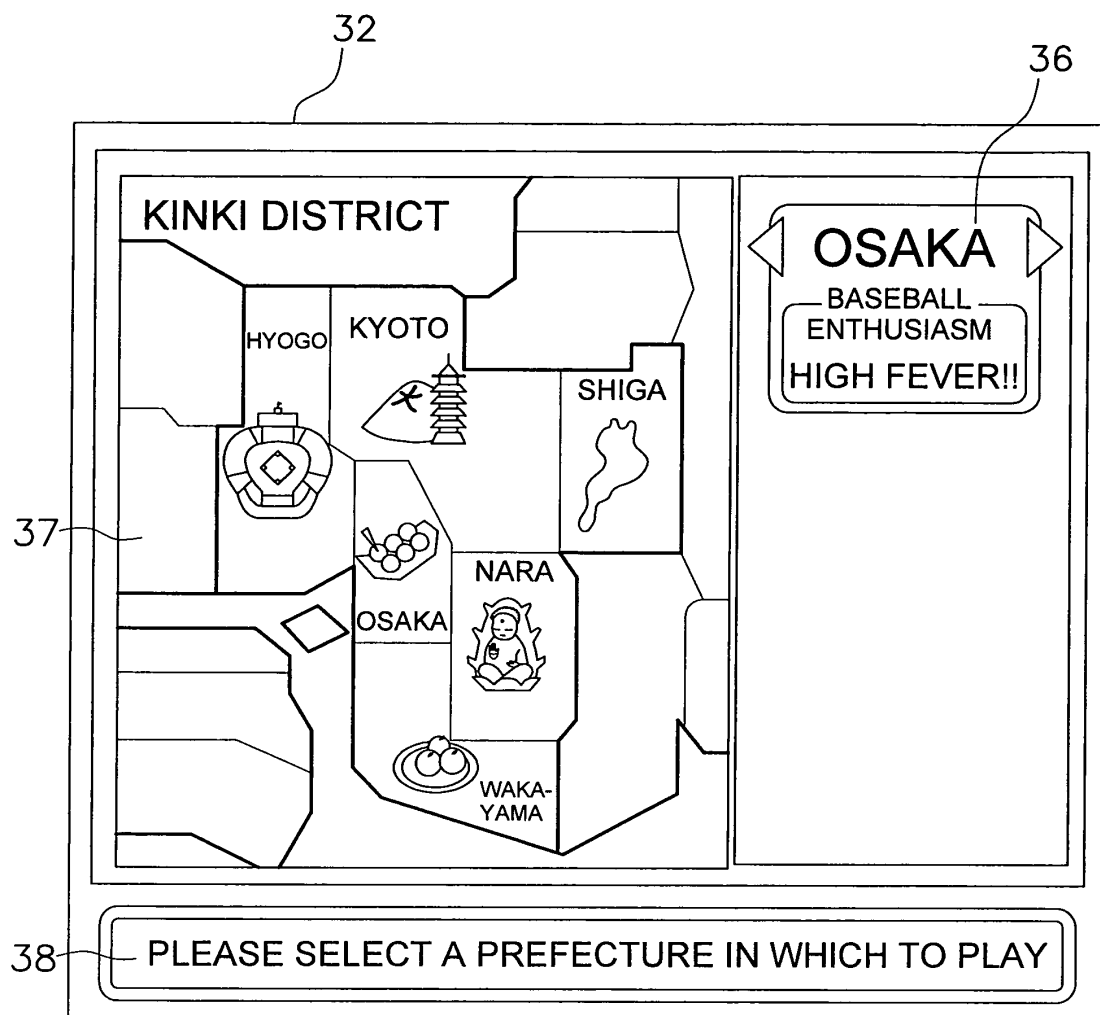 32
36
KINKI DISTRICT
OSAKA
BASEBALL
ENTHUSIASM
HIGH FEVER!!
HYOGO
KYOTO
SHIGA
37
NARA
OSAKA
WAKA-
YAMA
38
PLEASE SELECT A PREFECTURE IN WHICH TO PLAY